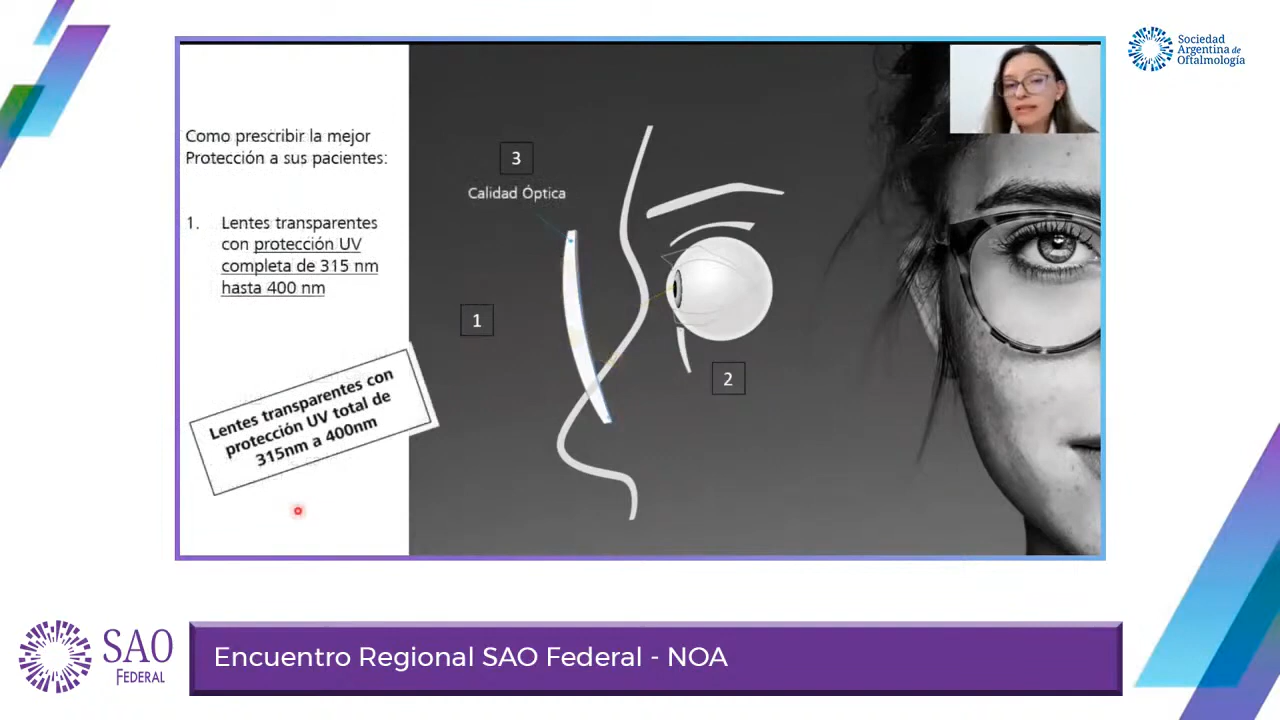 Sociedad
Argentina de
Oftalmología
Como prescribir la mejor
Protección a sus pacientes:
1. Lentes transparentes
con protección UV
completa de 315 nm
hasta 400 nm
Lentes transparentes con
protección UV total de
315nm a 400nm
3
Calidad Óptica
1
2
SAO
FEDERAL
Encuentro Regional SAO Federal - NOA